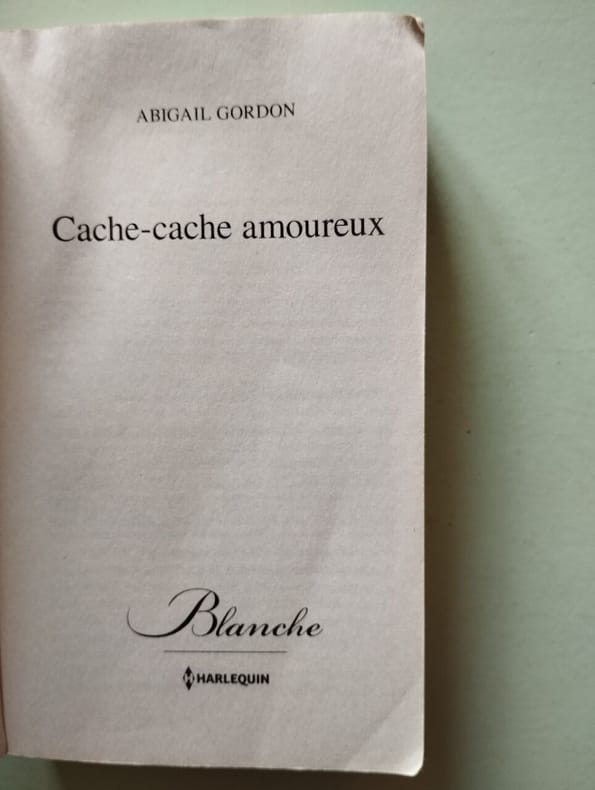 ABIGAIL GORDON
Cache-cache amoureux
Blanche
HARLEQUIN